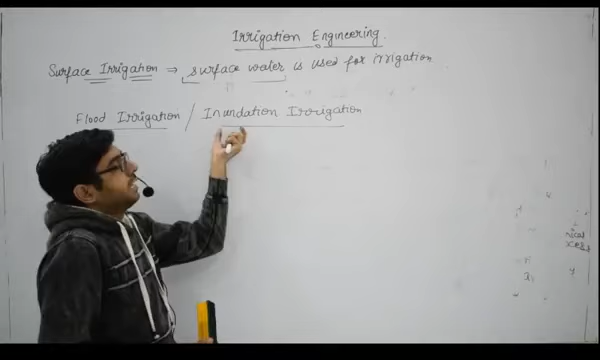 Irrigation Engineering.
Surface Irrigation ⇒ surface water is used for irrigation
Flood Irrigation / Inundation Irrigation